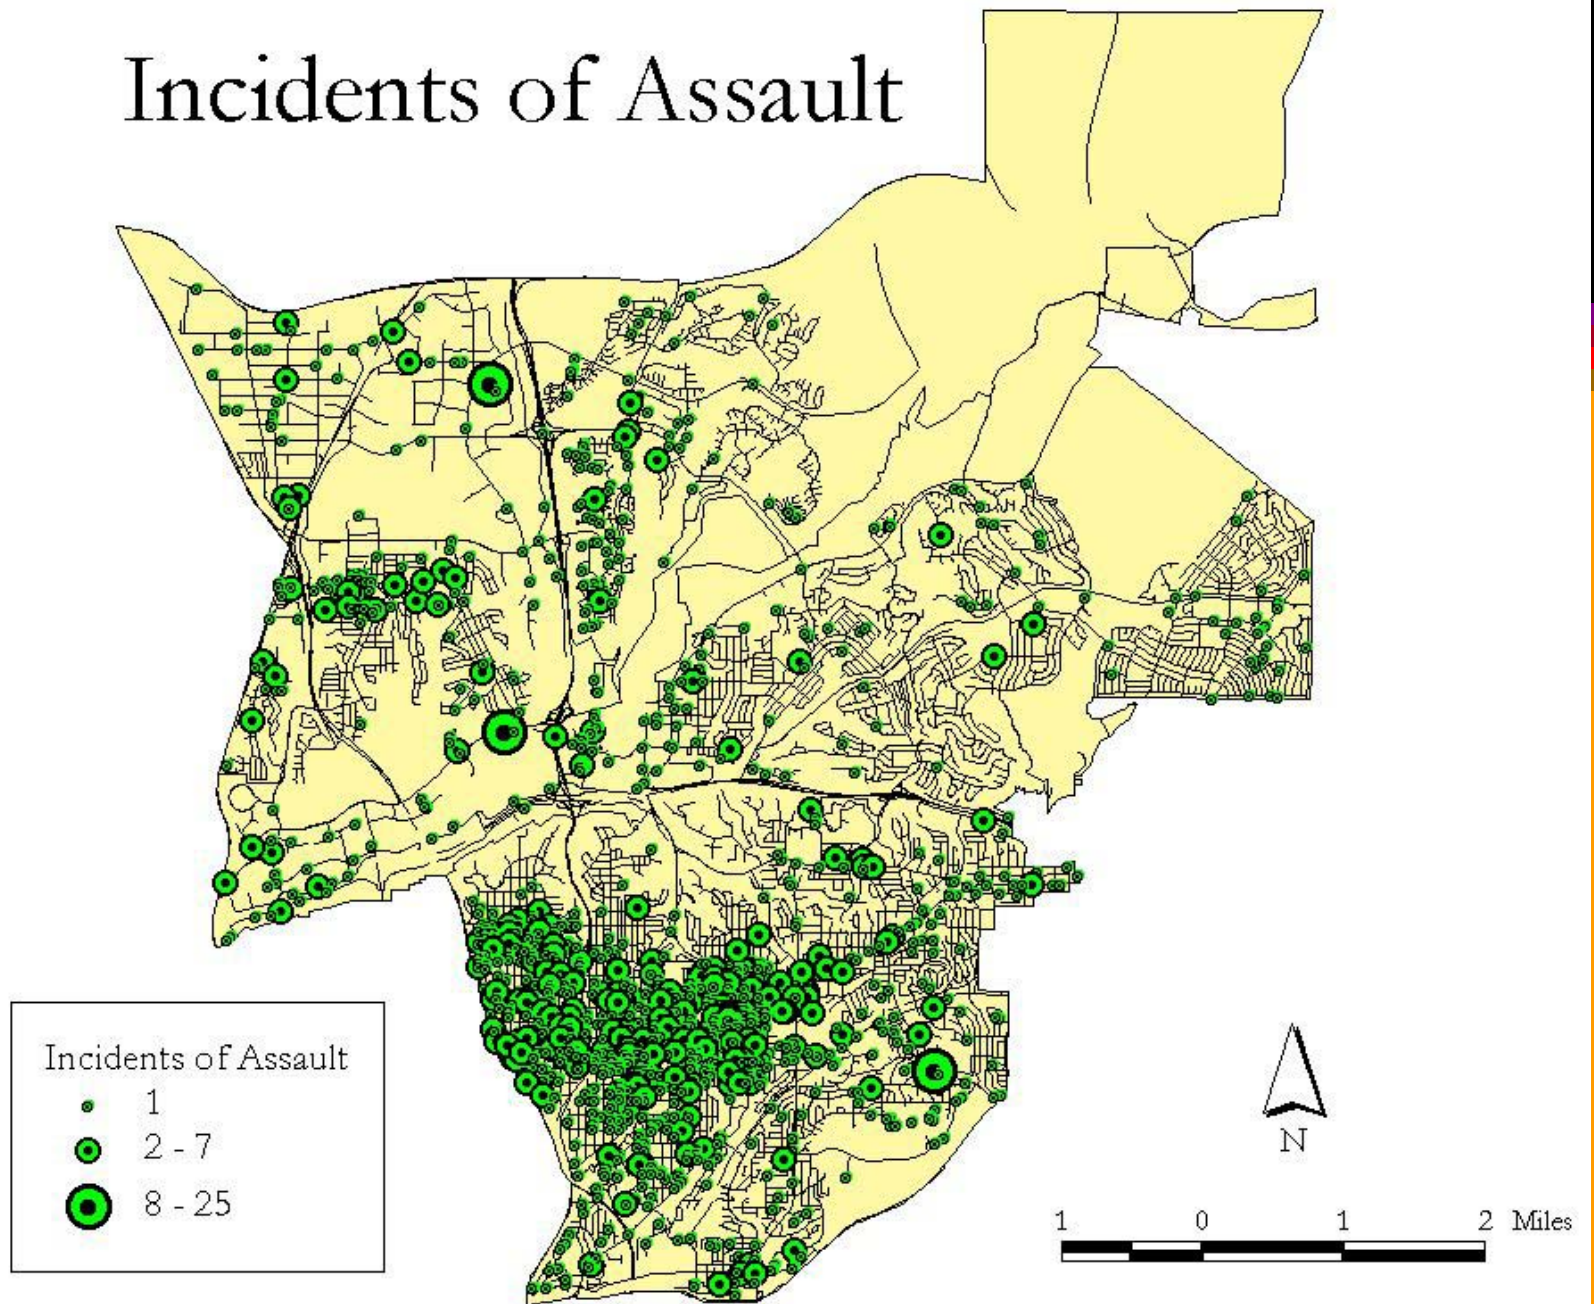 Incidents of Assault
Incidents of Assault
1
2 - 7
8 - 25
N
1 0 1 2 Miles